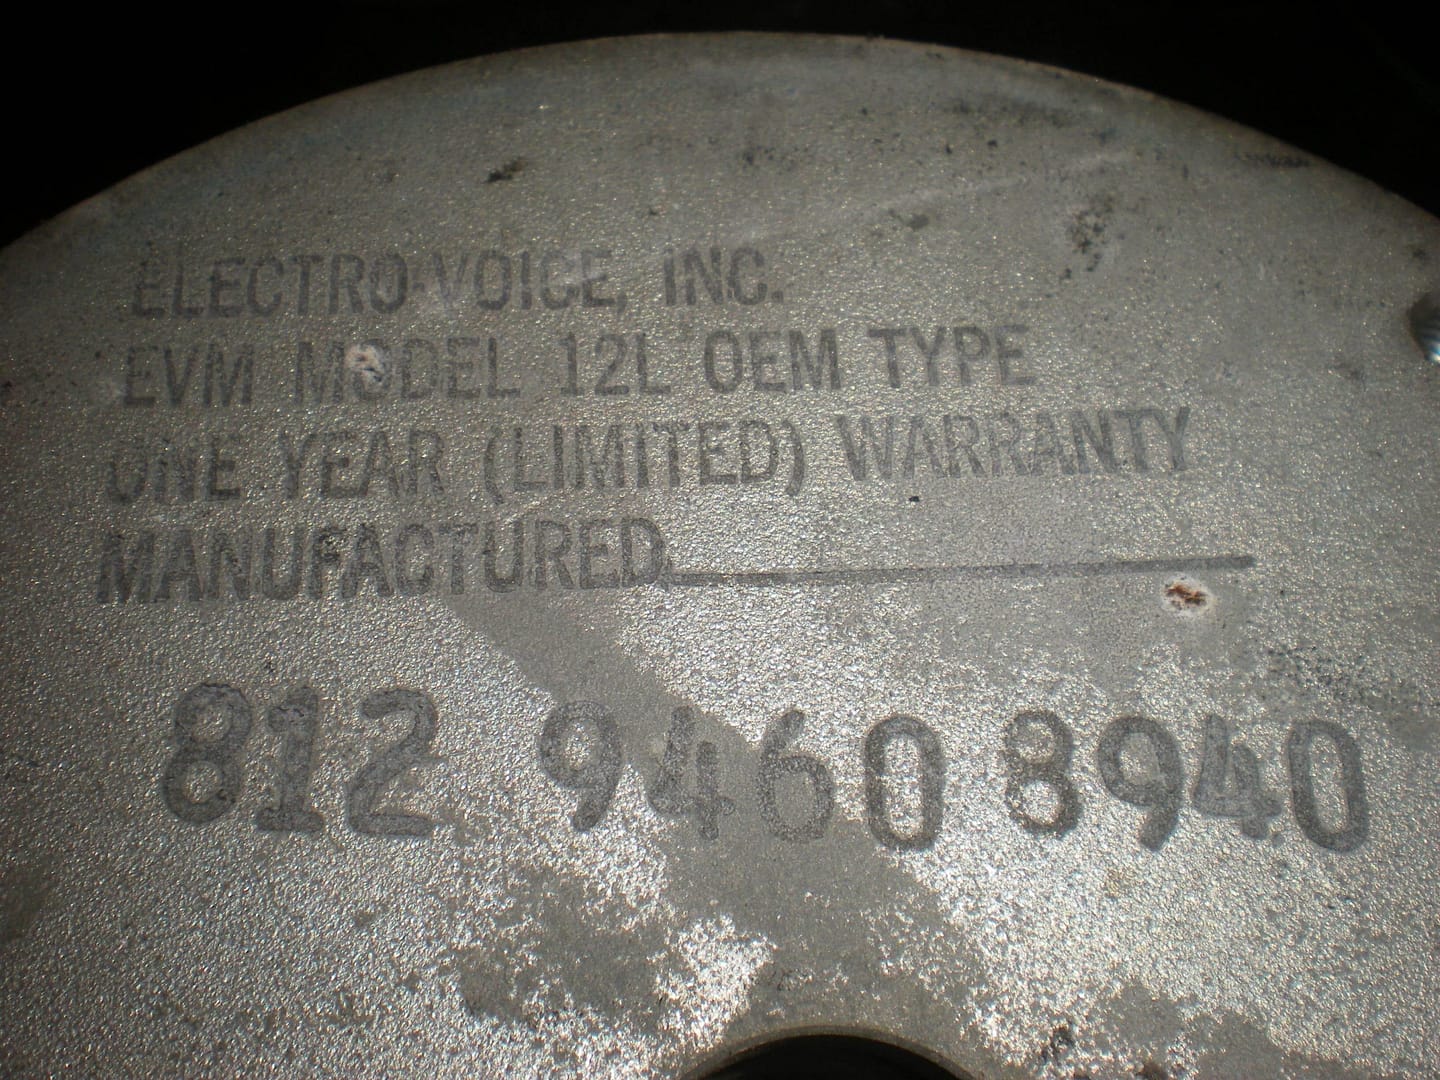 ELECTRO-VOICE, INC.
EVM MODEL 12L OEM TYPE
ONE YEAR (LIMITED) WARRANTY
MANUFACTURED
812 9460 8940